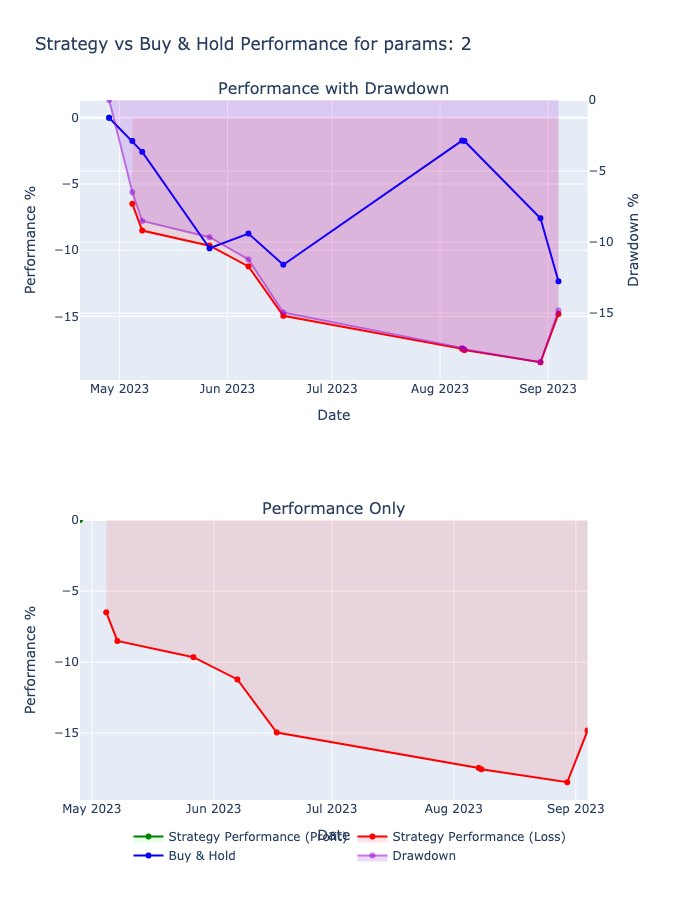 Strategy vs Buy & Hold Performance for params: 2
Performance with Drawdown
0
−5
−10
−15
Performance %
0
−5
−10
−15
Drawdown %
May 2023
Jun 2023
Jul 2023
Aug 2023
Sep 2023
Date
Performance Only
0
−5
−10
−15
Performance %
May 2023
Jun 2023
Jul 2023
Aug 2023
Sep 2023
Date
Strategy Performance (Profit)
Strategy Performance (Loss)
Buy & Hold
Drawdown